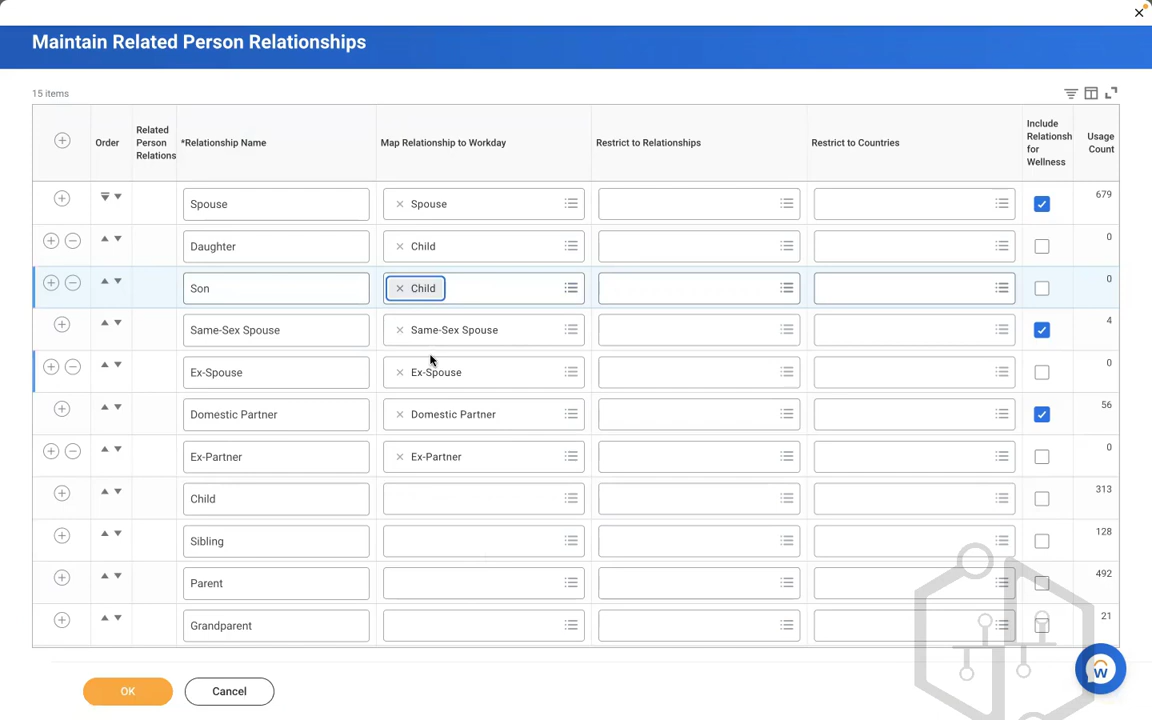 Maintain Related Person Relationships
15 items
Order
Related
Person
Relations
*Relationship Name
Map Relationship to Workday
Restrict to Relationships
Restrict to Countries
Include
Relationsh
for
Wellness
Usage
Count
Spouse
Spouse
679
Daughter
Child
0
Son
Child
0
Same-Sex Spouse
Same-Sex Spouse
4
Ex-Spouse
Ex-Spouse
0
Domestic Partner
Domestic Partner
56
Ex-Partner
Ex-Partner
0
Child
313
Sibling
128
Parent
492
Grandparent
21
OK
Cancel
W